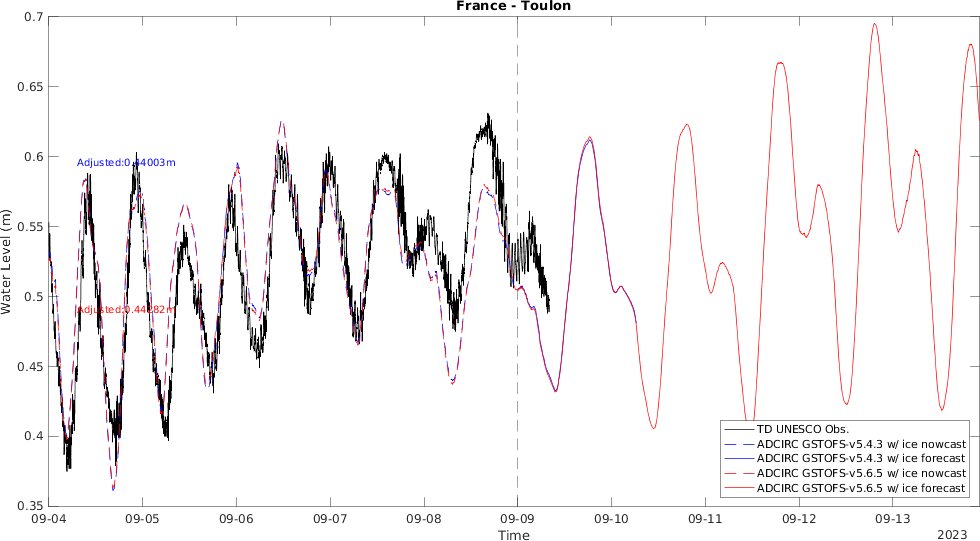 France - Toulon
0.7
0.65
0.6
0.55
0.5
0.45
0.4
0.35
Water Level (m)
Adjusted:0.44003m
Adjusted:0.44282m
TD UNESCO Obs.
ADCIRC GSTOFS-v5.4.3 w/ ice nowcast
ADCIRC GSTOFS-v5.4.3 w/ ice forecast
ADCIRC GSTOFS-v5.6.5 w/ ice nowcast
ADCIRC GSTOFS-v5.6.5 w/ ice forecast
09-04 09-05 09-06 09-07 09-08 09-09 09-10 09-11 09-12 09-13
Time
2023